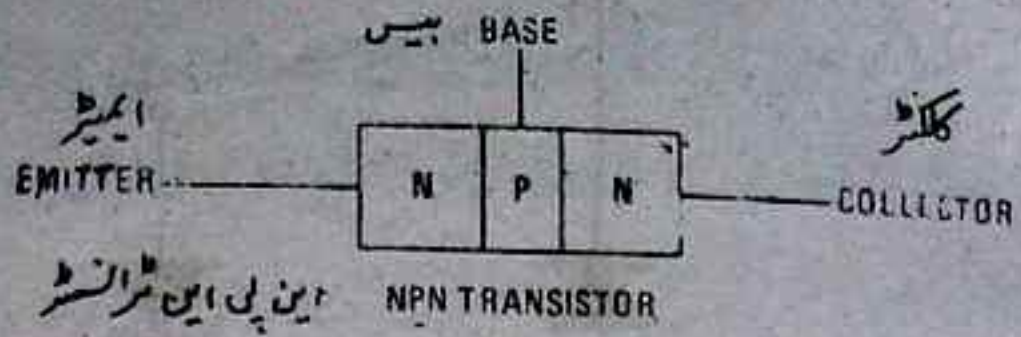 بیس BASE
ایمیٹر
کلکٹر
EMITTER
N P N
COLLECTOR
این پی این ٹرانسسٹر NPN TRANSISTOR